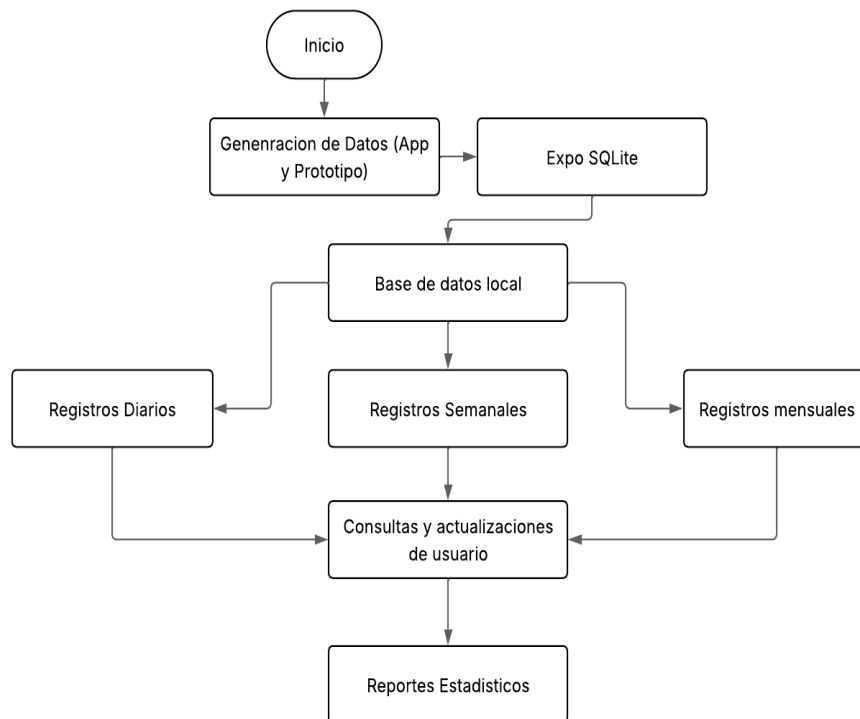 Inicio
Genenracion de Datos (App
y Prototipo)
Expo SQLite
Base de datos local
Registros Diarios
Registros Semanales
Registros mensuales
Consultas y actualizaciones
de usuario
Reportes Estadisticos